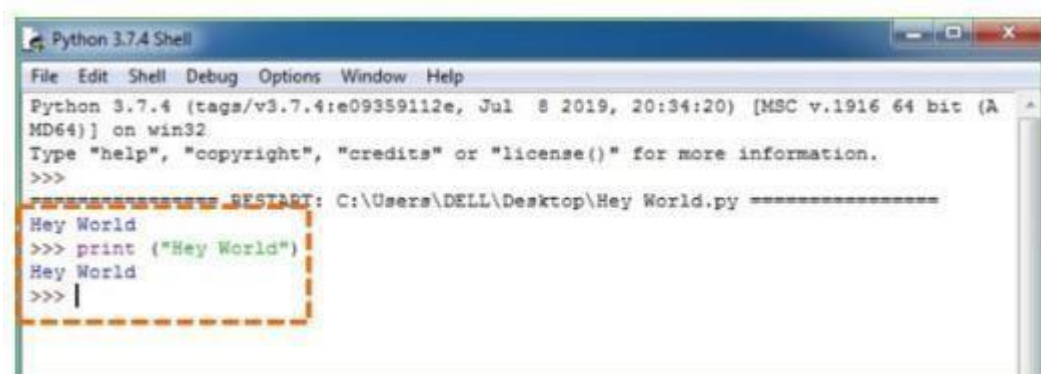 Python 3.7.4 Shell
File Edit Shell Debug Options Window Help
Python 3.7.4 (tags/v3.7.4:e09359112e, Jul 8 2019, 20:34:20) [MSC v.1916 64 bit (A
MD64)] on win32
Type "help", "copyright", "credits" or "license()" for more information.
>>>
================ RESTART: C:\Users\DELL\Desktop\Hey World.py ================
Hey World
>>> print ("Hey World")
Hey World
>>>